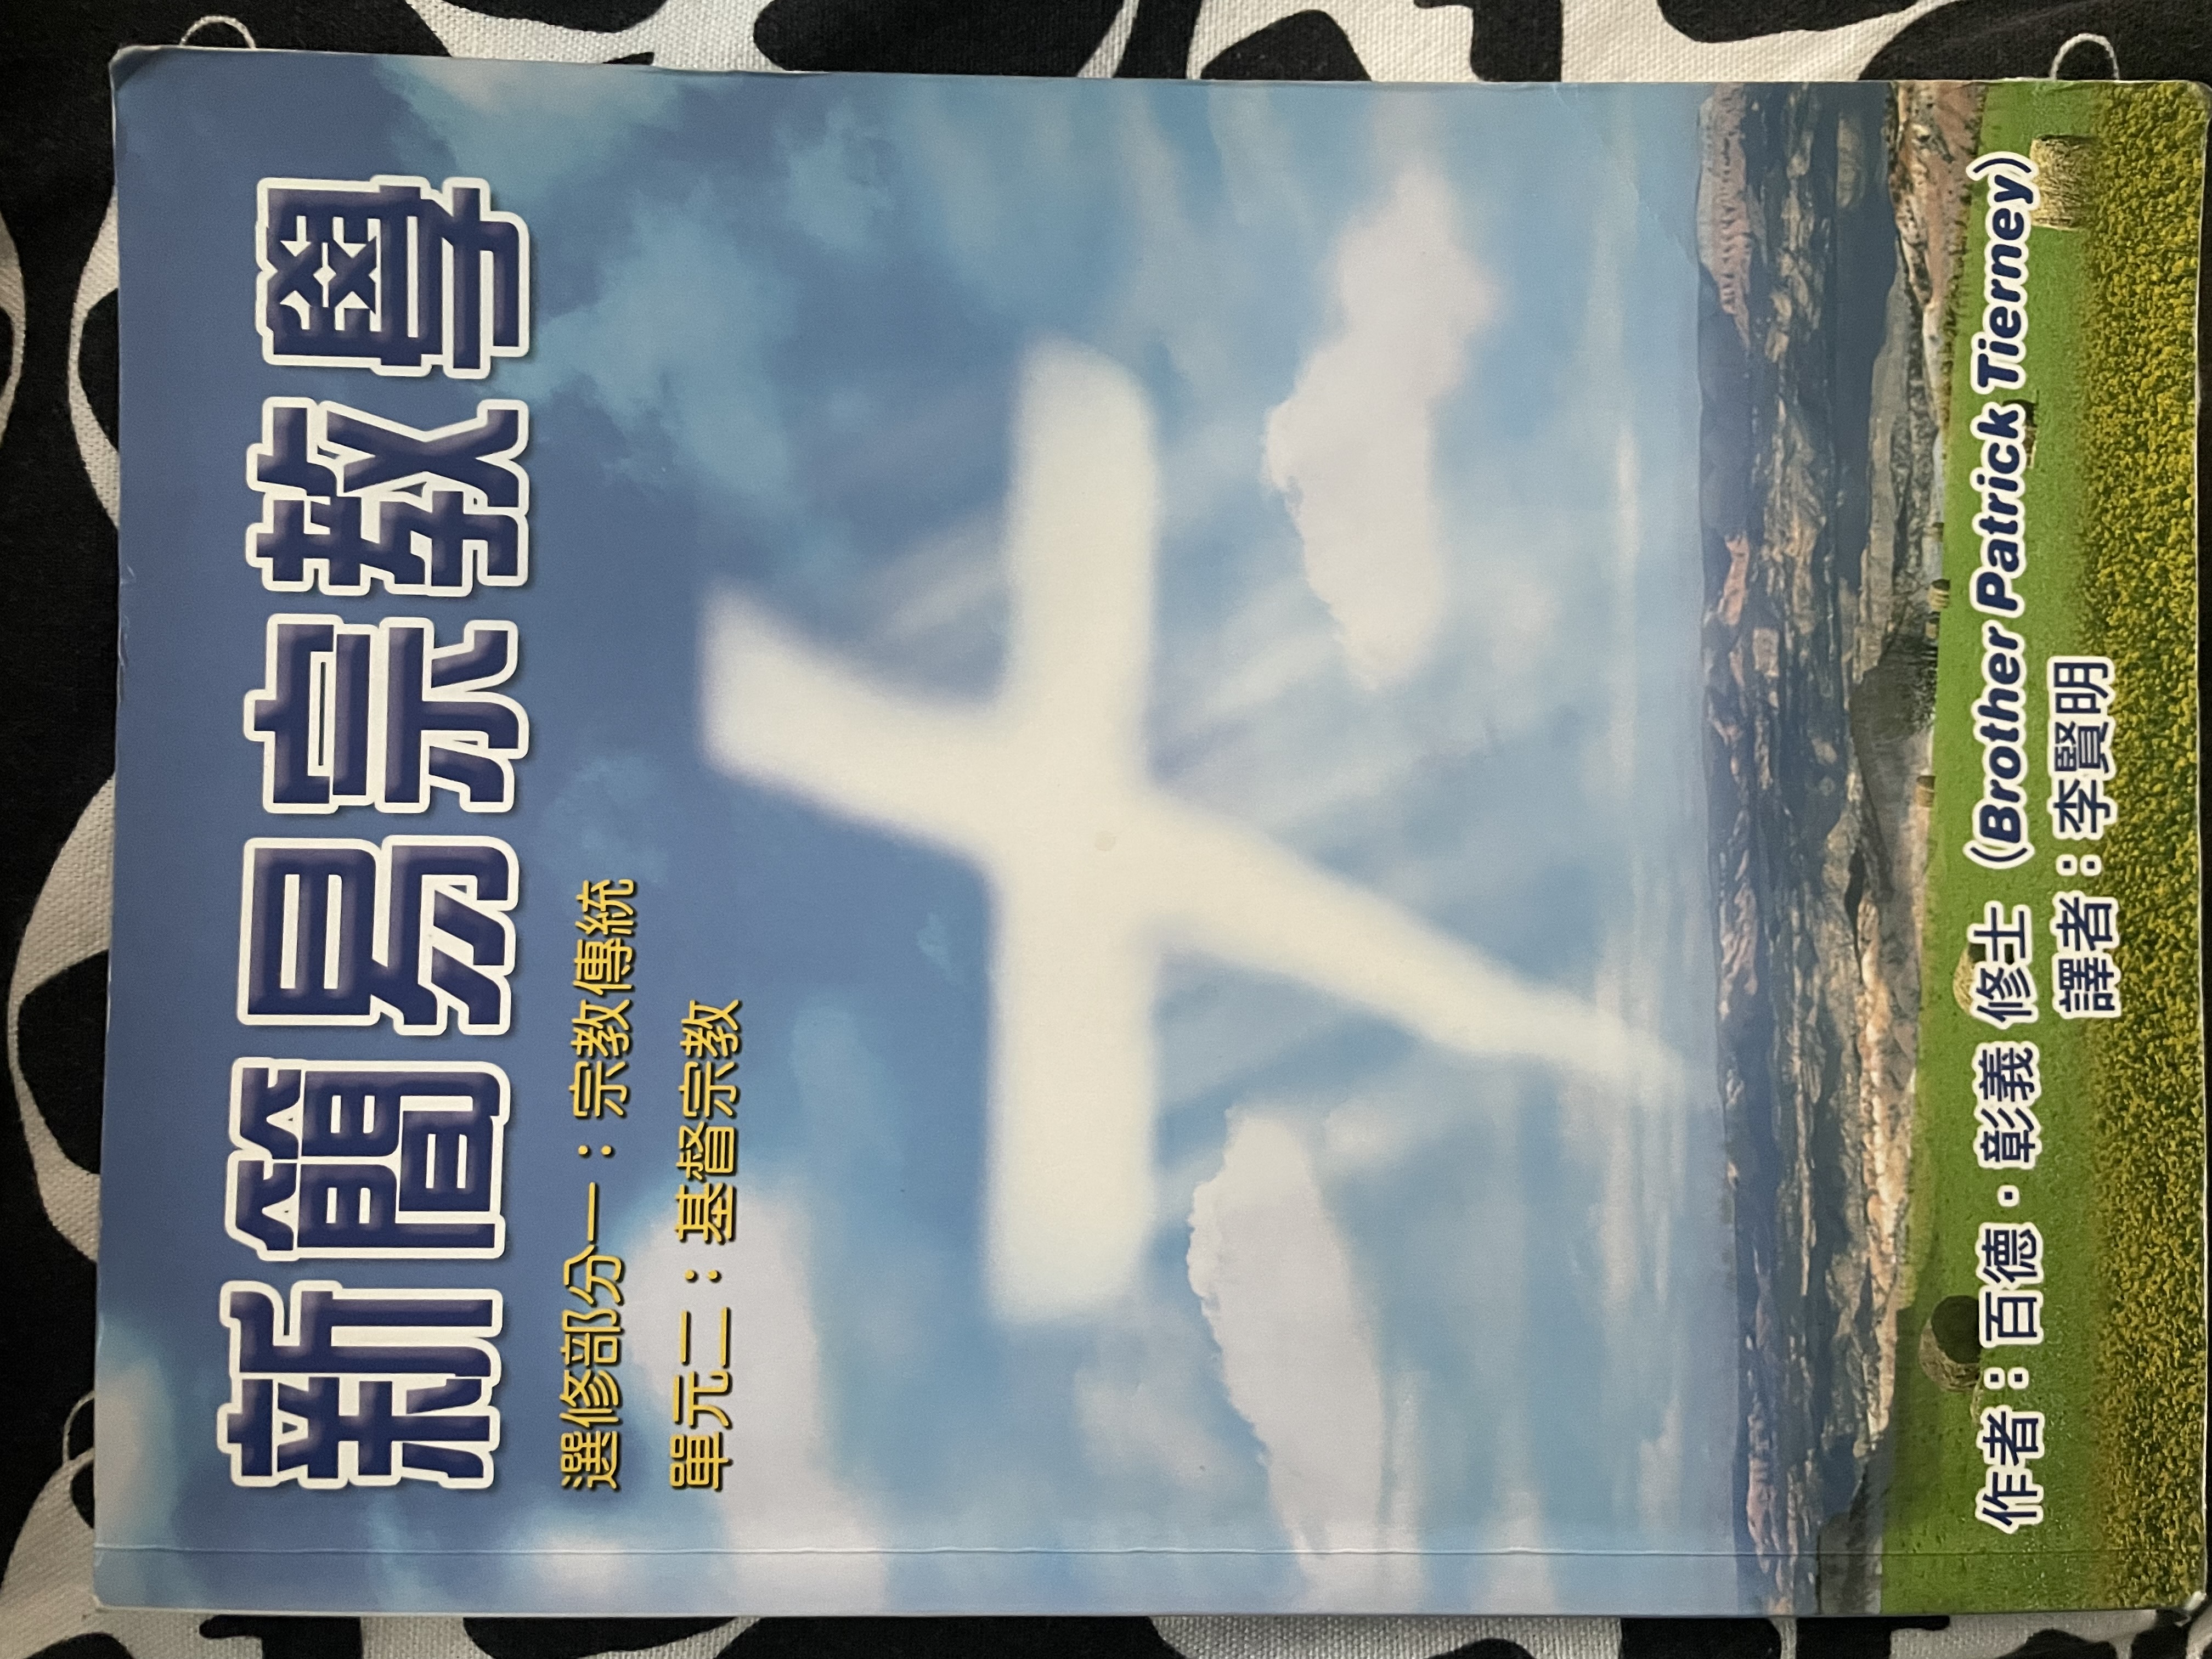 新簡易宗教學
選修部分一：宗教傳統
單元二：基督宗教
作者：百德·彰義 修士（Brother Patrick Tierney）
譯者：李賢明